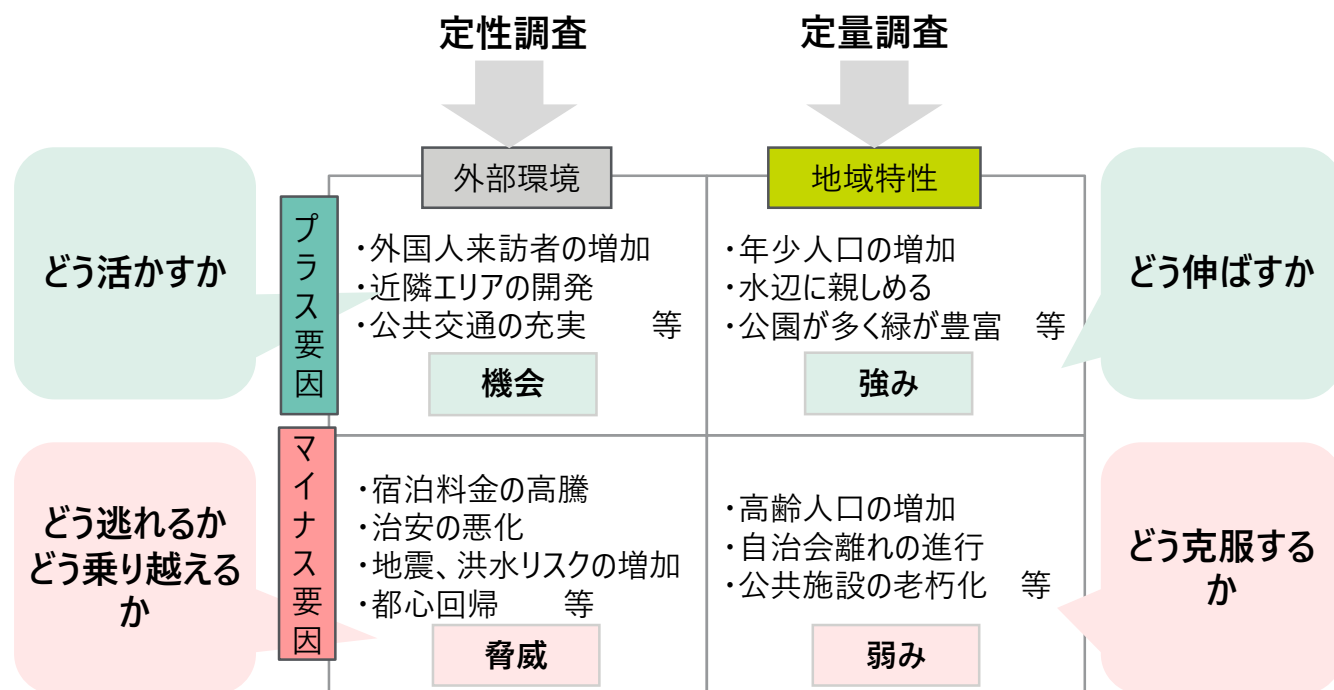 定性調査
定量調査
外部環境
地域特性
プラス要因
どう活かすか
・外国人来訪者の増加
・近隣エリアの開発
・公共交通の充実　　等
機会
・年少人口の増加
・水辺に親しめる
・公園が多く緑が豊富　等
強み
どう伸ばすか
マイナス要因
どう逃れるか
どう乗り越える
か
・宿泊料金の高騰
・治安の悪化
・地震、洪水リスクの増加
・都心回帰　　等
脅威
・高齢人口の増加
・自治会離れの進行
・公共施設の老朽化　等
弱み
どう克服する
か